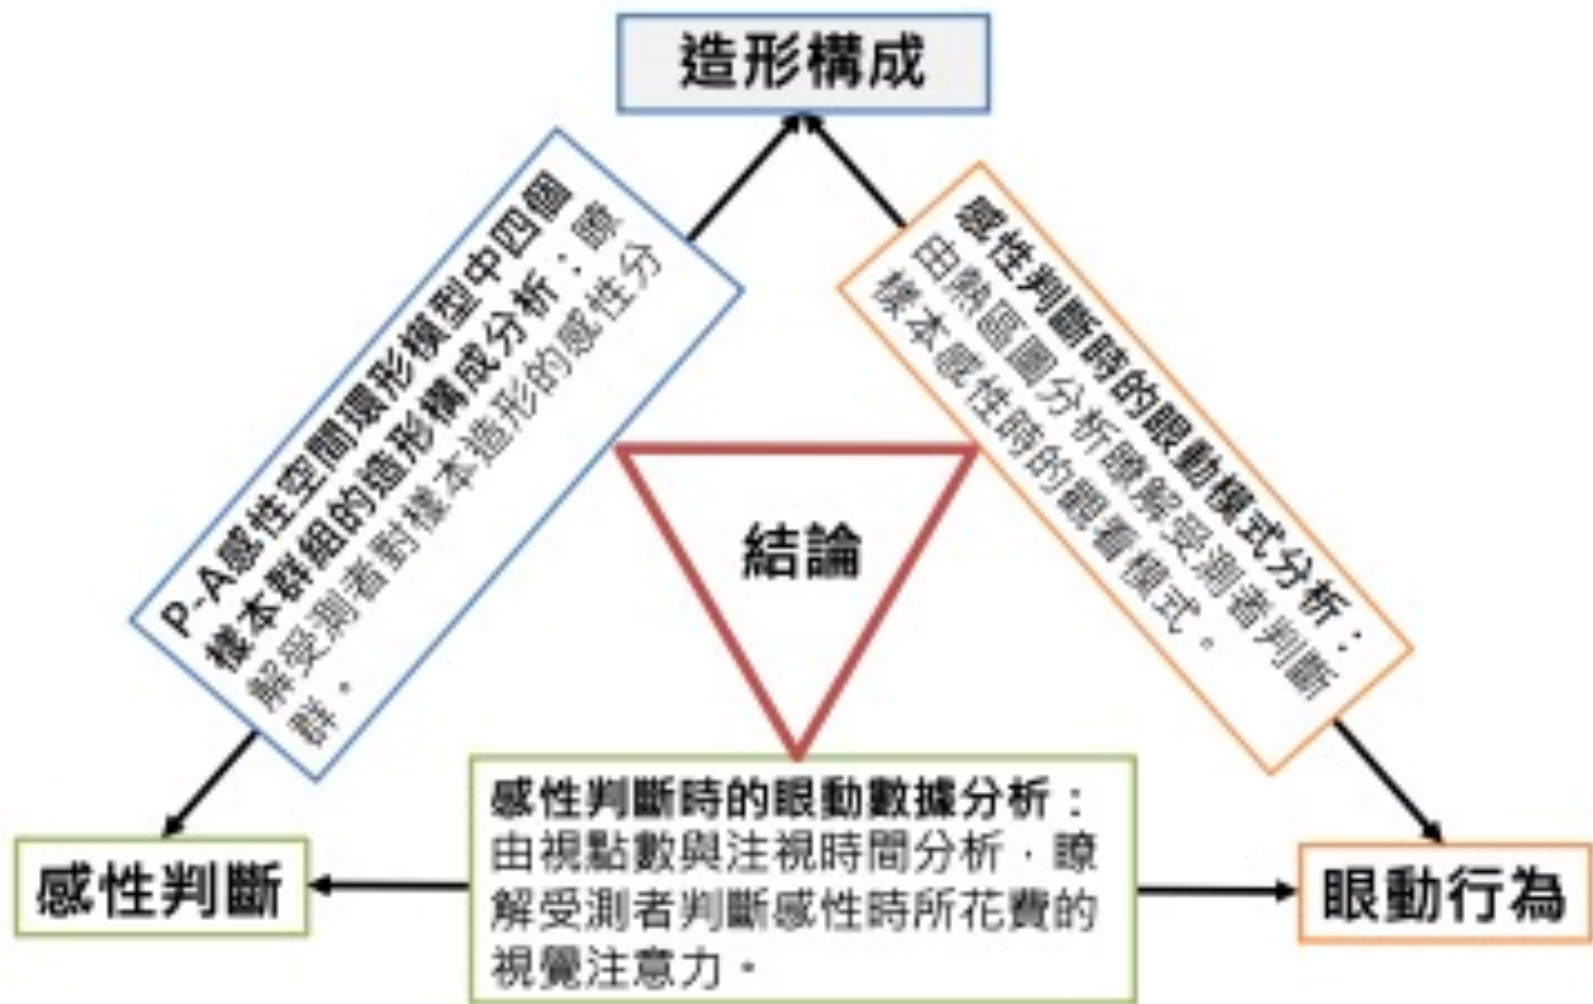 造形構成
P-A感性空間環形模型中四個
樣本群組的造形構成分析：瞭
解受測者對樣本造形的感性分
群。
感性判斷時的眼動模式分析：
由熱區圖分析瞭解受測者判斷
樣本感性時的觀看模式。
結論
感性判斷時的眼動數據分析：
由視點數與注視時間分析，瞭
解受測者判斷感性時所花費的
視覺注意力。
感性判斷
眼動行為